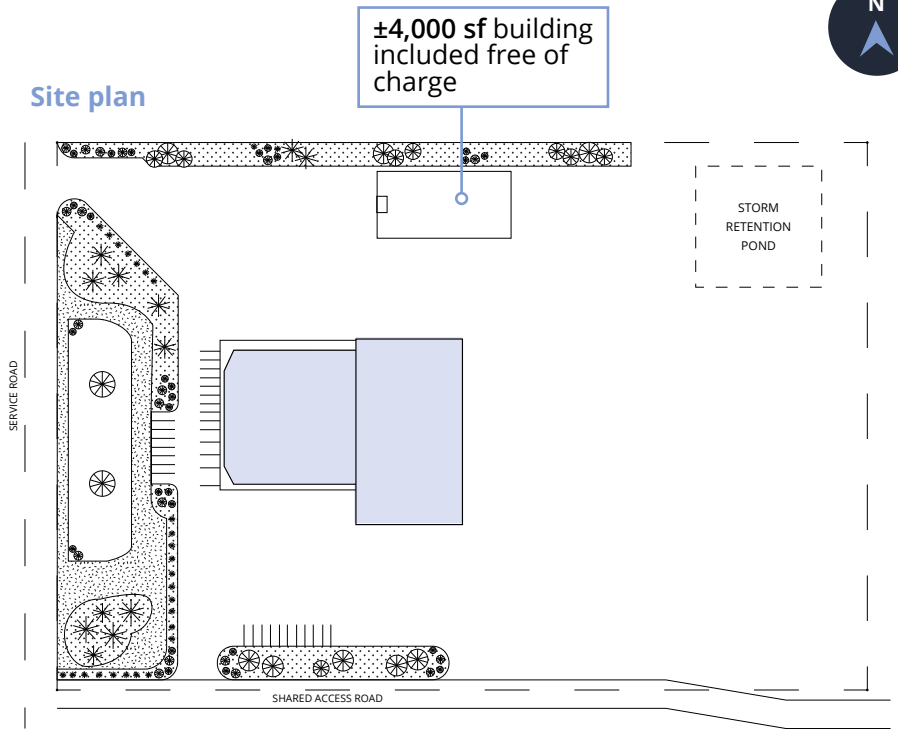 N
±4,000 sf building
included free of
charge
Site plan
STORM
RETENTION
POND
SERVICE ROAD
SHARED ACCESS ROAD